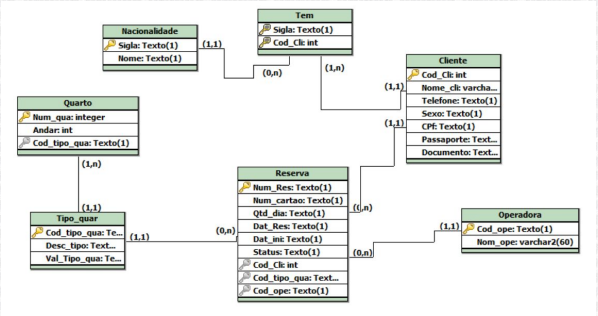 Tem
Sigla: Texto(1)
Cod_Cli: int
Nacionalidade
Sigla: Texto(1)
Nome: Texto(1)
(1,1)
(0,n)
(1,n)
Cliente
Cod_Cli: int
Nome_cli: varcha...
Telefone: Texto(1)
Sexo: Texto(1)
CPf: Texto(1)
Passaporte: Text...
Documento: Text...
(1,1)
(1,1)
Quarto
Num_qua: integer
Andar: int
Cod_tipo_qua: Texto(1)
(1,n)
(1,1)
Tipo_quar
Cod_tipo_qua: Te...
Desc_tipo: Text...
Val_Tipo_qua: Te...
(1,1)
(0,n)
Reserva
Num_Res: Texto(1)
Num_cartao: Texto(1)
Qtd_dia: Texto(1)
Dat_Res: Texto(1)
Dat_ini: Texto(1)
Status: Texto(1)
Cod_Cli: int
Cod_tipo_qua: Text...
Cod_ope: Texto(1)
(0,n)
(0,n)
(1,1)
Operadora
Cod_ope: Texto(1)
Nom_ope: varchar2(60)